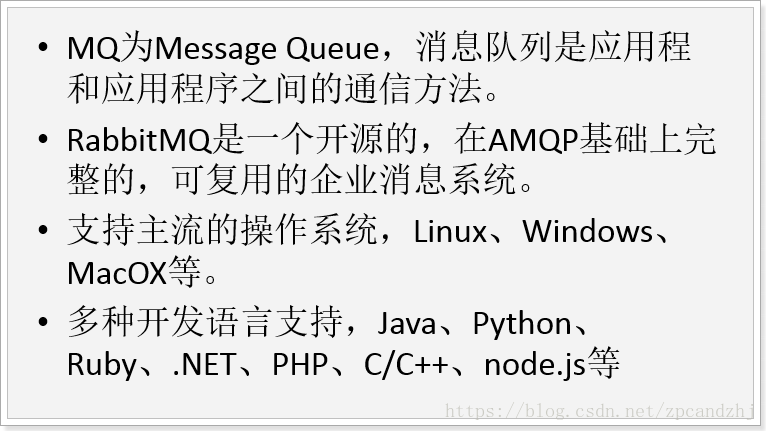 • MQ为Message Queue，消息队列是应用程
和应用程序之间的通信方法。
• RabbitMQ是一个开源的，在AMQP基础上完
整的，可复用的企业消息系统。
• 支持主流的操作系统，Linux、Windows、
MacOX等。
• 多种开发语言支持，Java、Python、
Ruby、.NET、PHP、C/C++、node.js等
https://blog.csdn.net/zpcandzhj